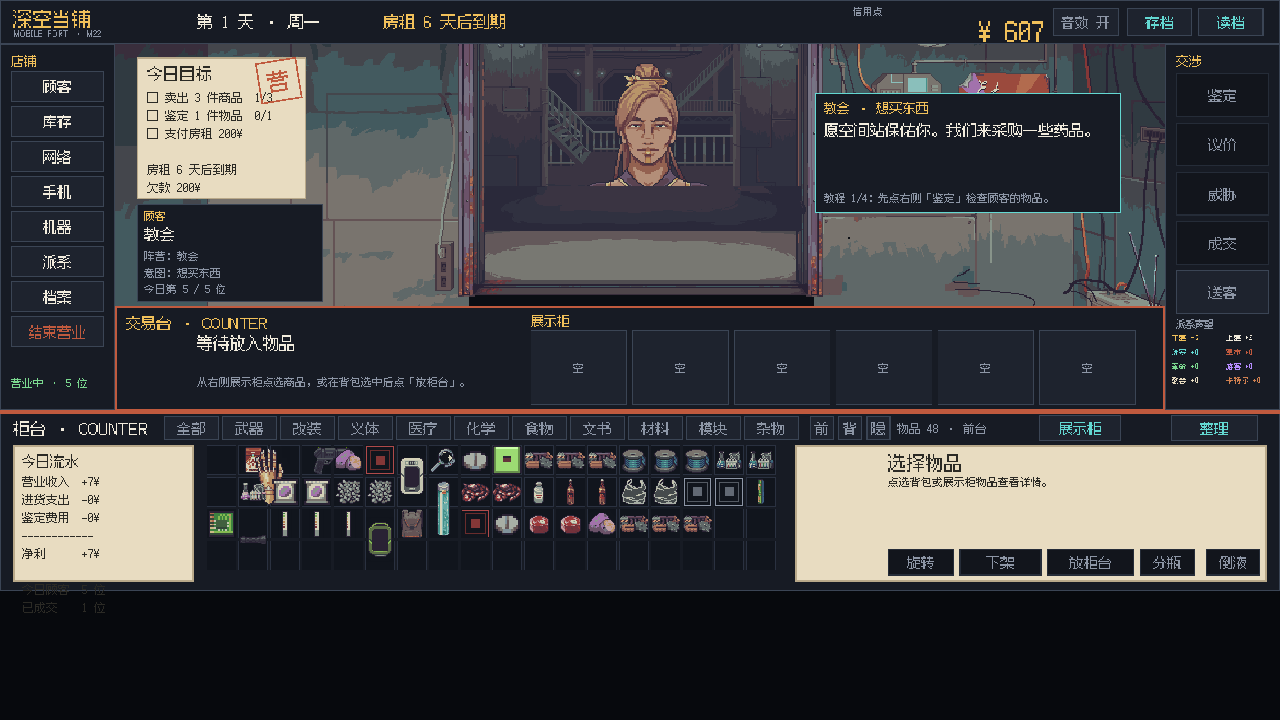 深空当铺
MOBILE FORT · M22
第 1 天 · 周一
房租 6 天后到期
信用点
¥ 607
音效 开
存档
读档
店铺
顾客
库存
网络
手机
机器
派系
档案
结束营业
营业中 · 5 位
今日目标
营
卖出 3 件商品 1/3
鉴定 1 件物品 0/1
支付房租 200¥
房租 6 天后到期
欠款 200¥
顾客
教会
阵营: 教会
意图: 想买东西
今日第 5 / 5 位
教会 · 想买东西
愿空间站保佑你。我们来采购一些药品。
教程 1/4: 先点右侧「鉴定」检查顾客的物品。
交涉
鉴定
议价
威胁
成交
送客
派系声望
交易台 · COUNTER
等待放入物品
从右侧展示柜点选商品, 或在背包选中后点「放柜台」。
展示柜
空 空 空 空 空 空
柜台 · COUNTER
全部 武器 改装 义体 医疗 化学 食物 文书 材料 模块 杂物 前 背 隐 物品 48 · 前台 展示柜 整理
今日流水
营业收入 +7¥
进货支出 -0¥
鉴定费用 -0¥
------------
净利 +7¥
今日顾客 5 位
已成交 1 位
选择物品
点选背包或展示柜物品查看详情。
旋转 下架 放柜台 分瓶 倒液